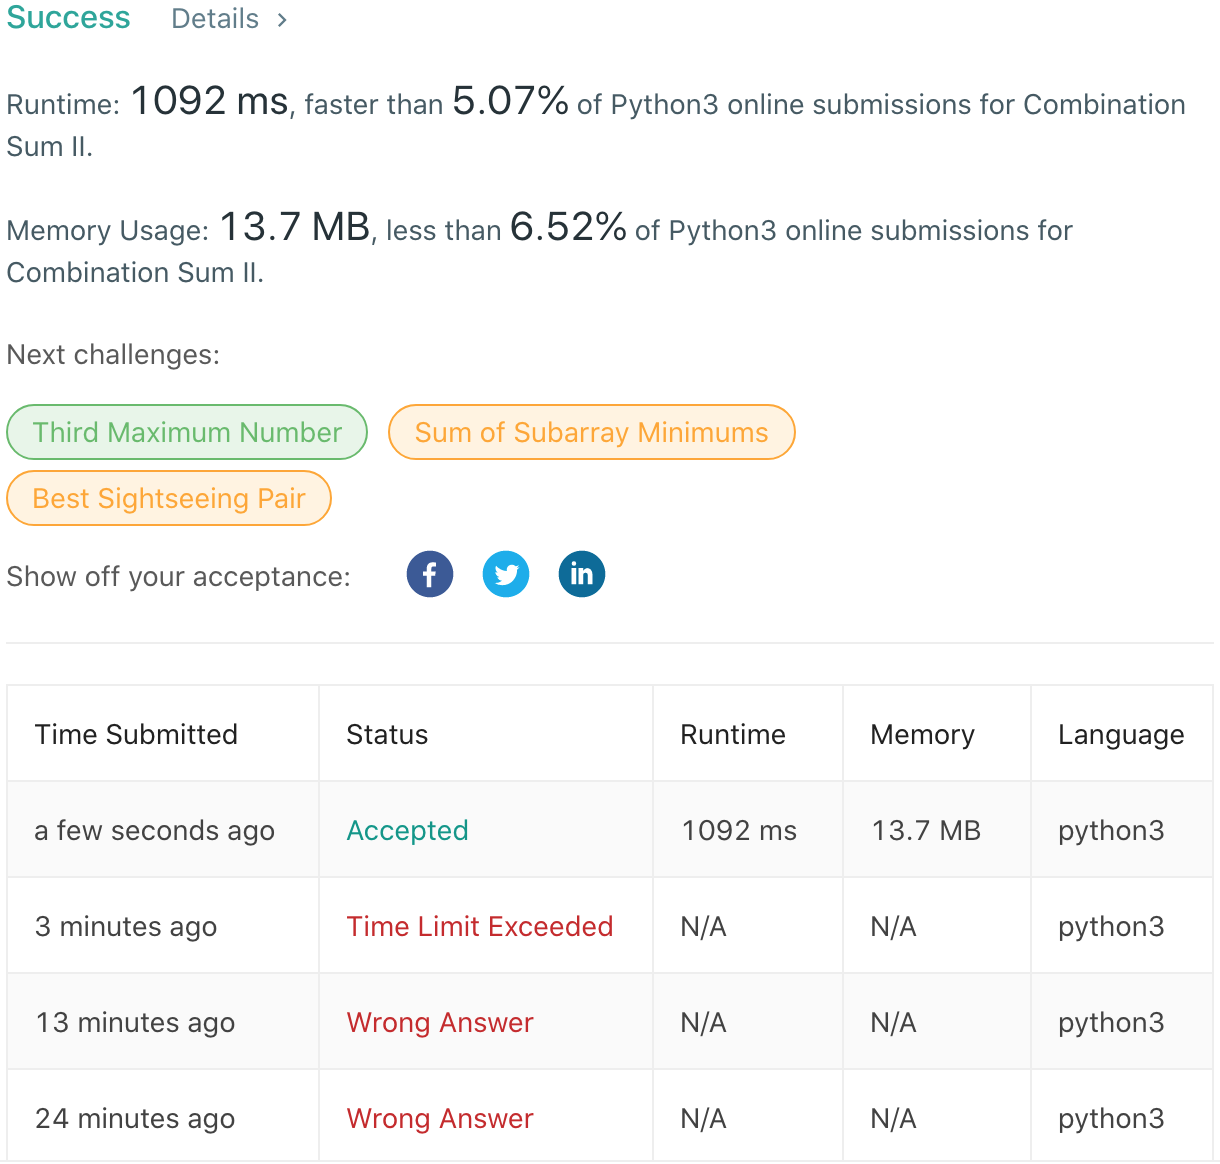 Success Details >
Runtime: 1092 ms, faster than 5.07% of Python3 online submissions for Combination
Sum II.
Memory Usage: 13.7 MB, less than 6.52% of Python3 online submissions for
Combination Sum II.
Next challenges:
Third Maximum Number Sum of Subarray Minimums
Best Sightseeing Pair
Show off your acceptance: f in
Time Submitted Status Runtime Memory Language
a few seconds ago Accepted 1092 ms 13.7 MB python3
3 minutes ago Time Limit Exceeded N/A N/A python3
13 minutes ago Wrong Answer N/A N/A python3
24 minutes ago Wrong Answer N/A N/A python3